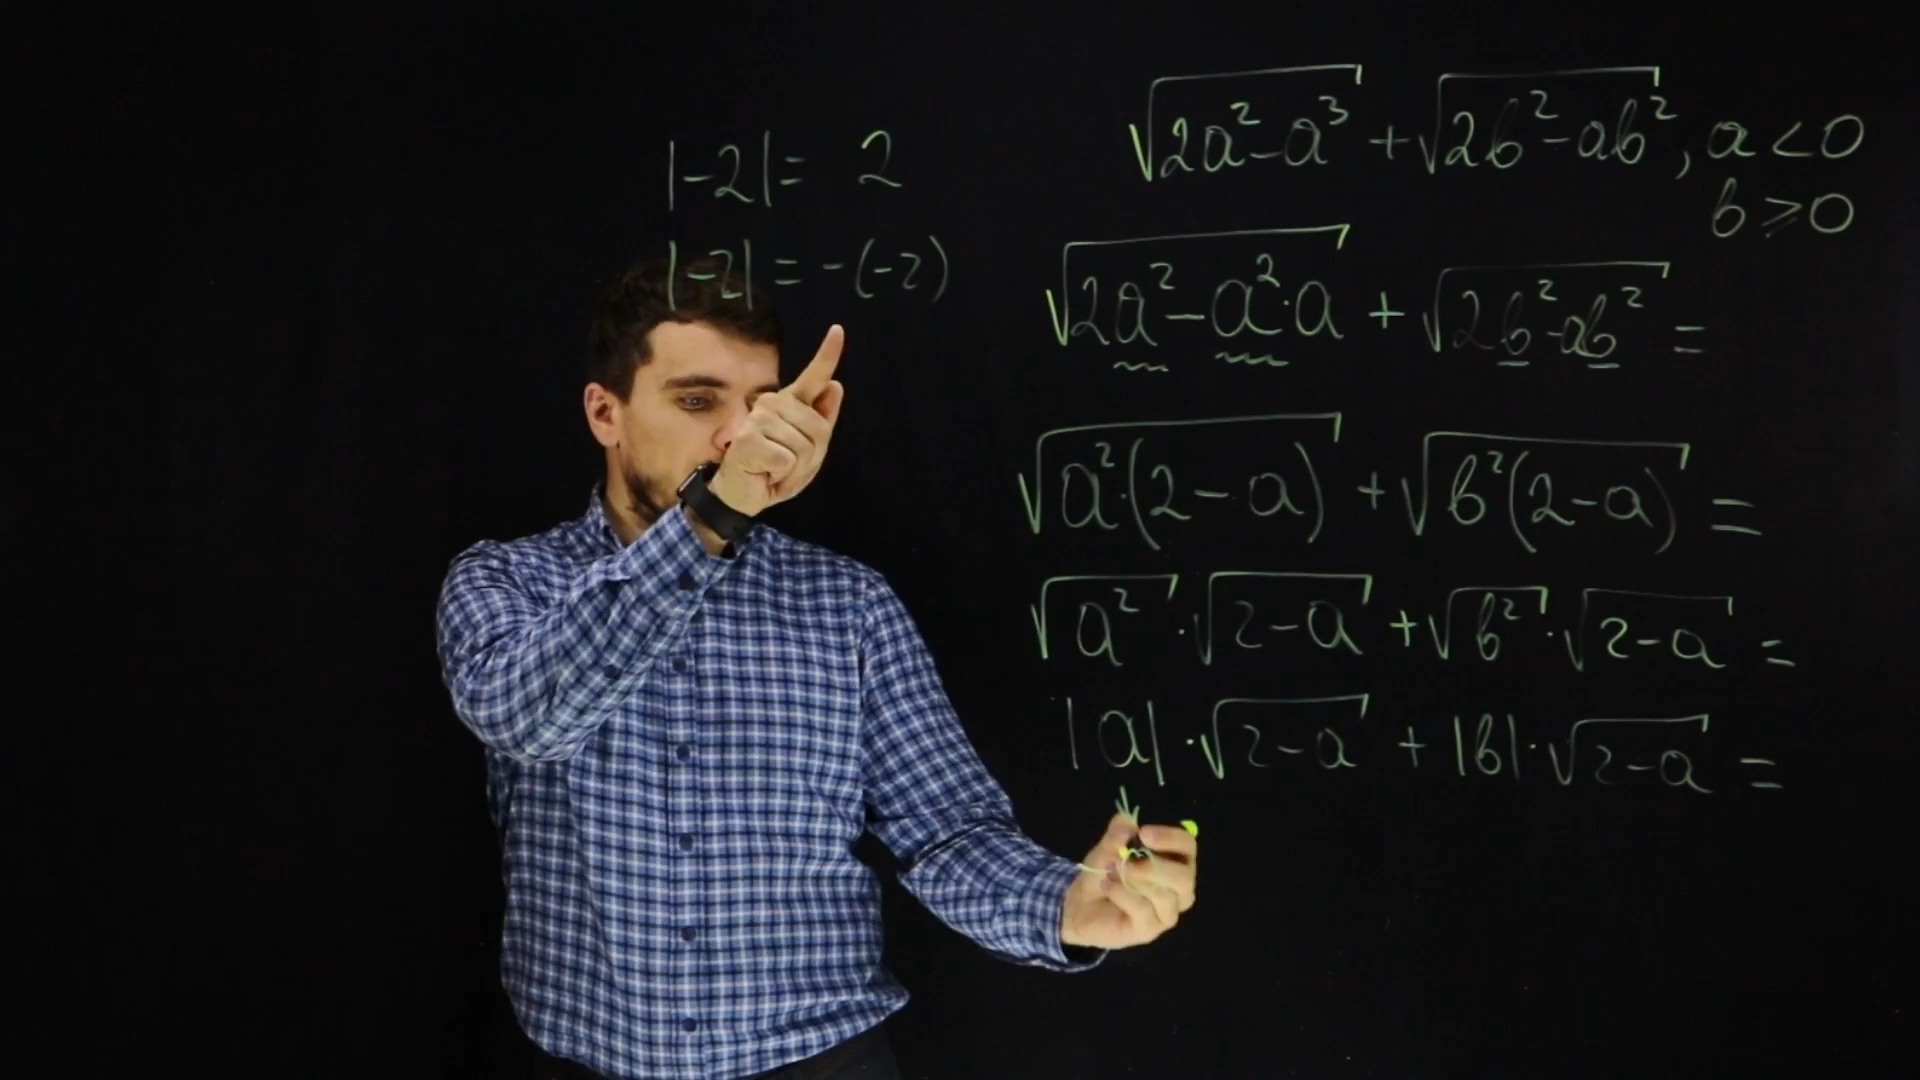 |-2| = 2
|-2| = -(-2)
√2a²-a³ + √2b²-ab², a<0
b⩾0
√2a²-a²·a + √2b²-ab² =
√a²·(2-a) + √b²(2-a) =
√a² · √2-a + √b² · √2-a =
|a| · √2-a + |b| · √2-a =